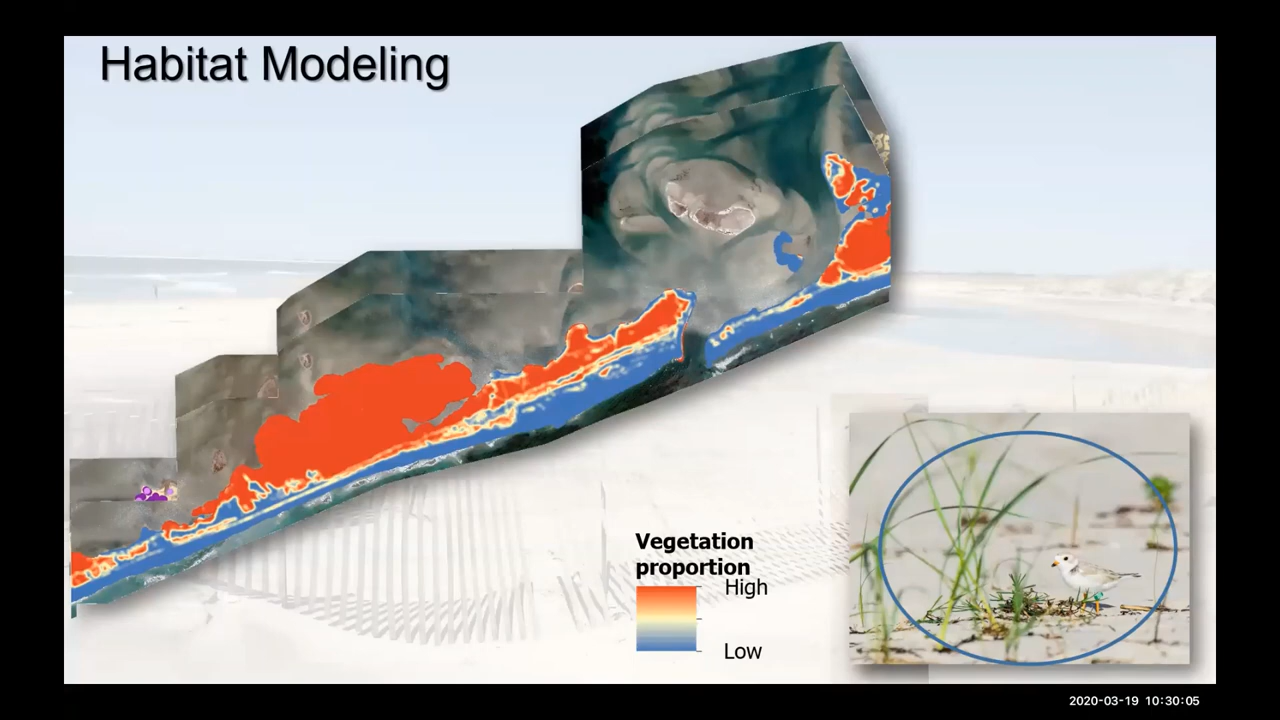 Habitat Modeling
Vegetation
proportion
High
Low
2020-03-19 10:30:05